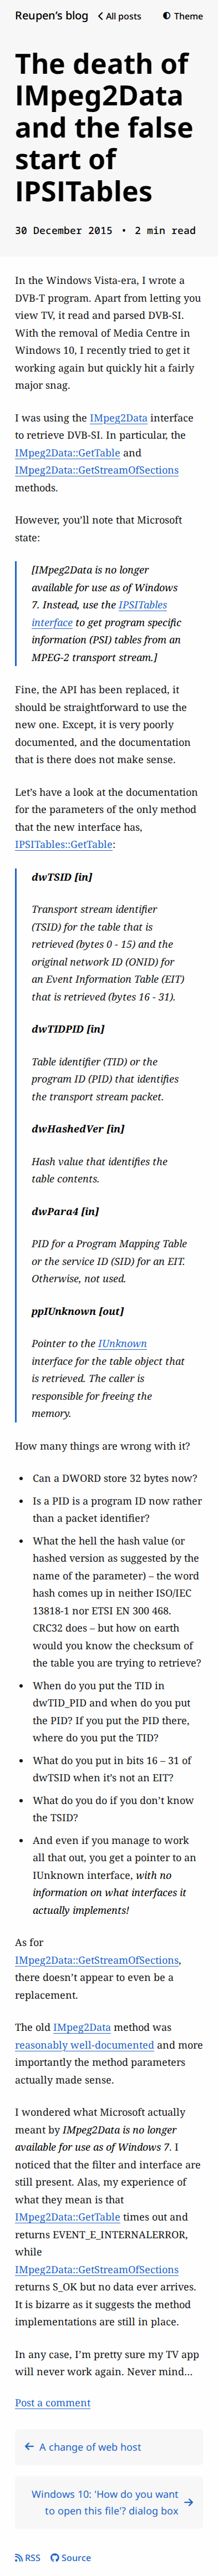 Reupen's blog All posts Theme
The death of
IMpeg2Data
and the false
start of
IPSITables
30 December 2015 • 2 min read
In the Windows Vista-era, I wrote a
DVB-T program. Apart from letting you
view TV, it read and parsed DVB-SI.
With the removal of Media Centre in
Windows 10, I recently tried to get it
working again but quickly hit a fairly
major snag.
I was using the IMpeg2Data interface
to retrieve DVB-SI. In particular, the
IMpeg2Data::GetTable and
IMpeg2Data::GetStreamOfSections
methods.
However, you'll note that Microsoft
state:
[IMpeg2Data is no longer
available for use as of Windows
7. Instead, use the IPSITables
interface to get program specific
information (PSI) tables from an
MPEG-2 transport stream.]
Fine, the API has been replaced, it
should be straightforward to use the
new one. Except, it is very poorly
documented, and the documentation
that is there does not make sense.
Let's have a look at the documentation
for the parameters of the only method
that the new interface has,
IPSITables::GetTable:
dwTSID [in]
Transport stream identifier
(TSID) for the table that is
retrieved (bytes 0 - 15) and the
original network ID (ONID) for
an Event Information Table (EIT)
that is retrieved (bytes 16 - 31).
dwTIDPID [in]
Table identifier (TID) or the
program ID (PID) that identifies
the transport stream packet.
dwHashedVer [in]
Hash value that identifies the
table contents.
dwPara4 [in]
PID for a Program Mapping Table
or the service ID (SID) for an EIT.
Otherwise, not used.
ppIUnknown [out]
Pointer to the IUnknown
interface for the table object that
is retrieved. The caller is
responsible for freeing the
memory.
How many things are wrong with it?
• Can a DWORD store 32 bytes now?
• Is a PID is a program ID now rather
than a packet identifier?
• What the hell the hash value (or
hashed version as suggested by the
name of the parameter) – the word
hash comes up in neither ISO/IEC
13818-1 nor ETSI EN 300 468.
CRC32 does – but how on earth
would you know the checksum of
the table you are trying to retrieve?
• When do you put the TID in
dwTID_PID and when do you put
the PID? If you put the PID there,
where do you put the TID?
• What do you put in bits 16 – 31 of
dwTSID when it's not an EIT?
• What do you do if you don't know
the TSID?
• And even if you manage to work
all that out, you get a pointer to an
IUnknown interface, with no
information on what interfaces it
actually implements!
As for
IMpeg2Data::GetStreamOfSections,
there doesn't appear to even be a
replacement.
The old IMpeg2Data method was
reasonably well-documented and more
importantly the method parameters
actually made sense.
I wondered what Microsoft actually
meant by IMpeg2Data is no longer
available for use as of Windows 7. I
noticed that the filter and interface are
still present. Alas, my experience of
what they mean is that
IMpeg2Data::GetTable times out and
returns EVENT_E_INTERNALERROR,
while
IMpeg2Data::GetStreamOfSections
returns S_OK but no data ever arrives.
It is bizarre as it suggests the method
implementations are still in place.
In any case, I'm pretty sure my TV app
will never work again. Never mind…
Post a comment
← A change of web host
Windows 10: 'How do you want
to open this file'? dialog box →
RSS Source